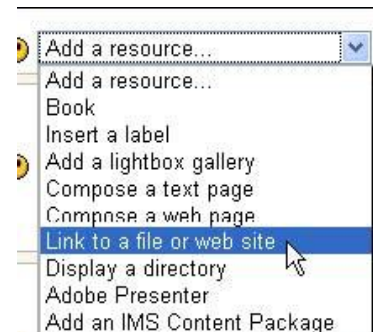 Add a resource...
Add a resource...
Book
Insert a label
Add a lightbox gallery
Compose a text page
Compose a web page
Link to a file or web site
Display a directory
Adobe Presenter
Add an IMS Content Package